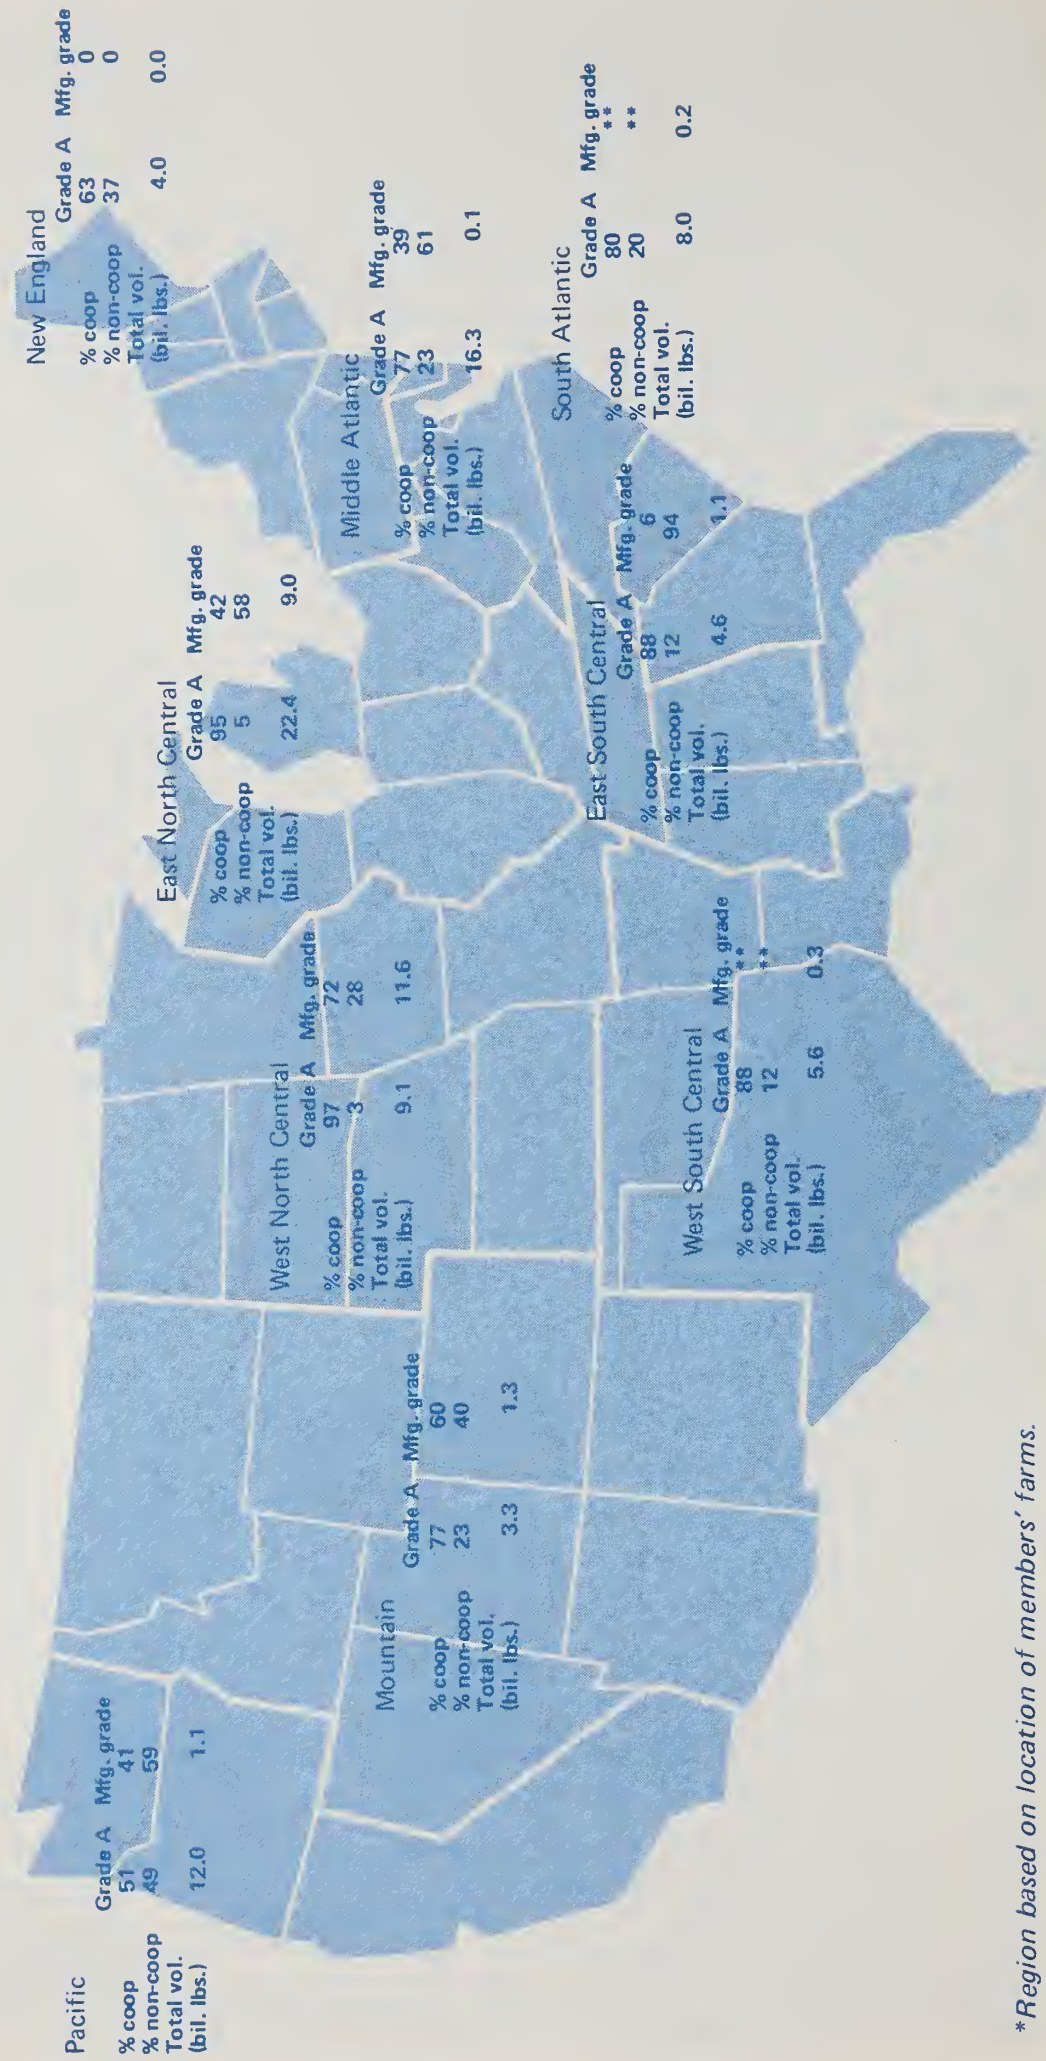 New England
Grade A Mfg. grade
% coop 63 0
% non-coop 37 0
Total vol.
(bil. lbs.) 4.0 0.0
Middle Atlantic
Grade A Mfg. grade
% coop 77 39
% non-coop 23 61
Total vol.
(bil. lbs.) 16.3 0.1
South Atlantic
Grade A Mfg. grade
% coop 80 **
% non-coop 20 **
Total vol.
(bil. lbs.) 8.0 0.2
East North Central
Grade A Mfg. grade
% coop 95 42
% non-coop 5 58
Total vol.
(bil. lbs.) 22.4 9.0
East South Central
Grade A Mfg. grade
% coop 88 6
% non-coop 12 94
Total vol.
(bil. lbs.) 4.6 1.1
West North Central
Grade A Mfg. grade
% coop 97 72
% non-coop 3 28
Total vol.
(bil. lbs.) 9.1 11.6
West South Central
Grade A Mfg. grade
% coop 88 **
% non-coop 12 **
Total vol.
(bil. lbs.) 5.6 0.3
Mountain
Grade A Mfg. grade
% coop 77 60
% non-coop 23 40
Total vol.
(bil. lbs.) 3.3 1.3
Pacific
Grade A Mfg. grade
% coop 51 41
% non-coop 49 59
Total vol.
(bil. lbs.) 12.0 1.1
*Region based on location of members' farms.